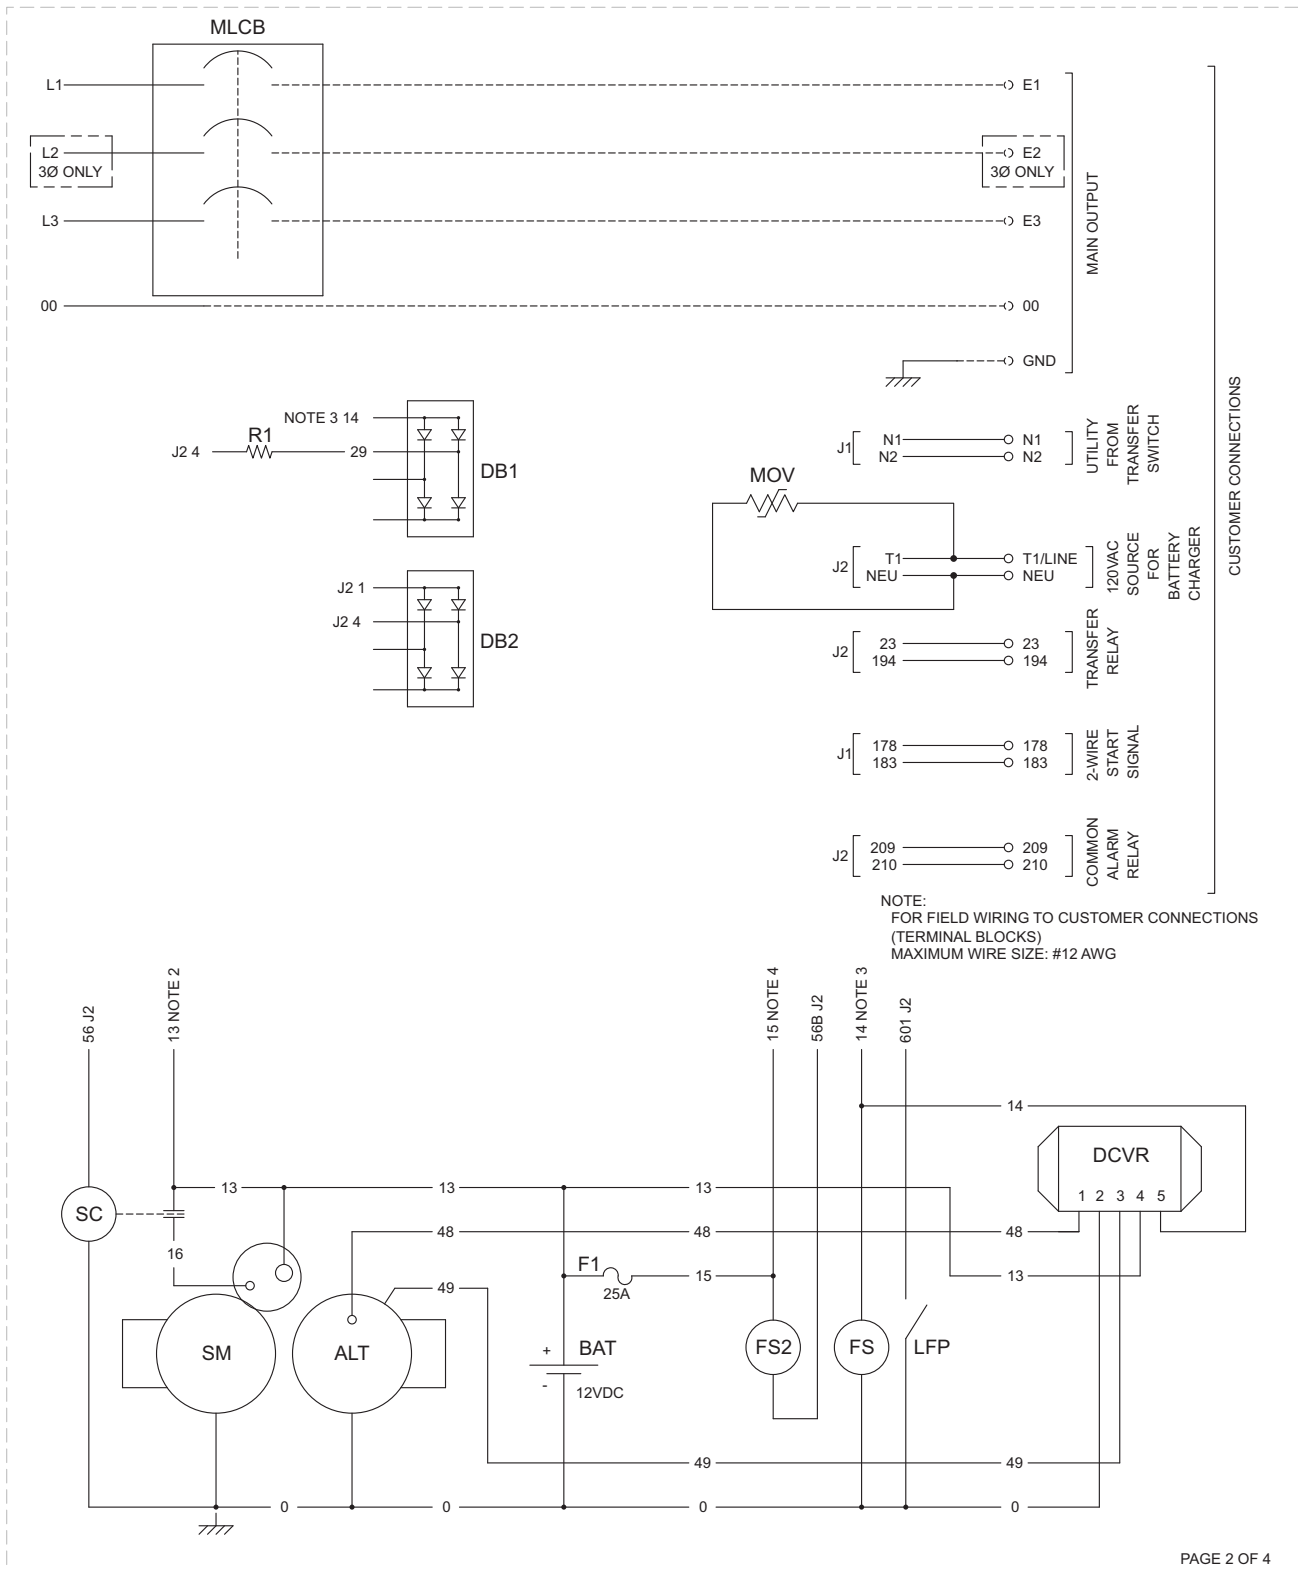 MLCB
L1
E1
L2
3Ø ONLY
E2
3Ø ONLY
L3
E3
00
00
GND
MAIN OUTPUT
CUSTOMER CONNECTIONS
NOTE 3 14
J2 4
R1
29
DB1
J2 1
J2 4
DB2
J1
N1
N1
N2
N2
UTILITY
FROM
TRANSFER
SWITCH
MOV
J2
T1
T1/LINE
NEU
NEU
120VAC
SOURCE
FOR
BATTERY
CHARGER
J2
23
23
194
194
TRANSFER
RELAY
J1
178
178
183
183
2-WIRE
START
SIGNAL
J2
209
209
210
210
COMMON
ALARM
RELAY
NOTE:
FOR FIELD WIRING TO CUSTOMER CONNECTIONS
(TERMINAL BLOCKS)
MAXIMUM WIRE SIZE: #12 AWG
56 J2
13 NOTE 2
15 NOTE 4
56B J2
14 NOTE 3
601 J2
14
DCVR
1 2 3 4 5
13
13
13
SC
48
48
48
16
F1
25A
15
13
49
SM
ALT
+
BAT
-
12VDC
FS2
FS
LFP
49
49
0
0
0
0
PAGE 2 OF 4